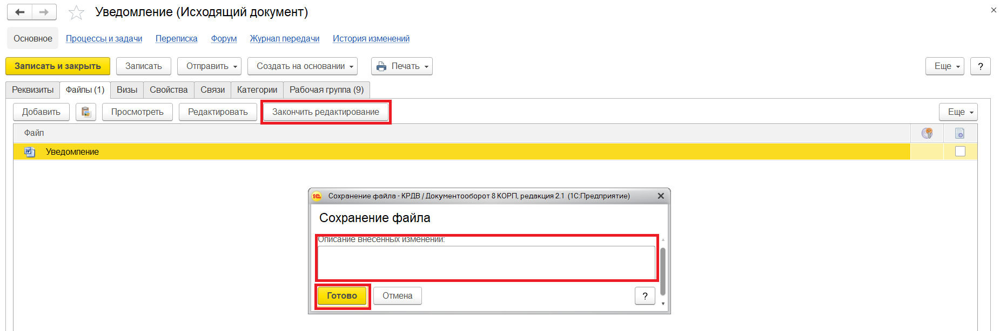 Уведомление (Исходящий документ)
Основное Процессы и задачи Переписка Форум Журнал передачи История изменений
Записать и закрыть Записать Отправить Создать на основании Печать Еще ?
Реквизиты Файлы (1) Визы Свойства Связи Категории Рабочая группа (9)
Добавить Просмотреть Редактировать Закончить редактирование Еще
Файл
Уведомление
Сохранение файла - КРДВ / Документооборот 8 КОРП, редакция 2.1 (1С:Предприятие)
Сохранение файла
Описание внесенных изменений:
Готово Отмена ?